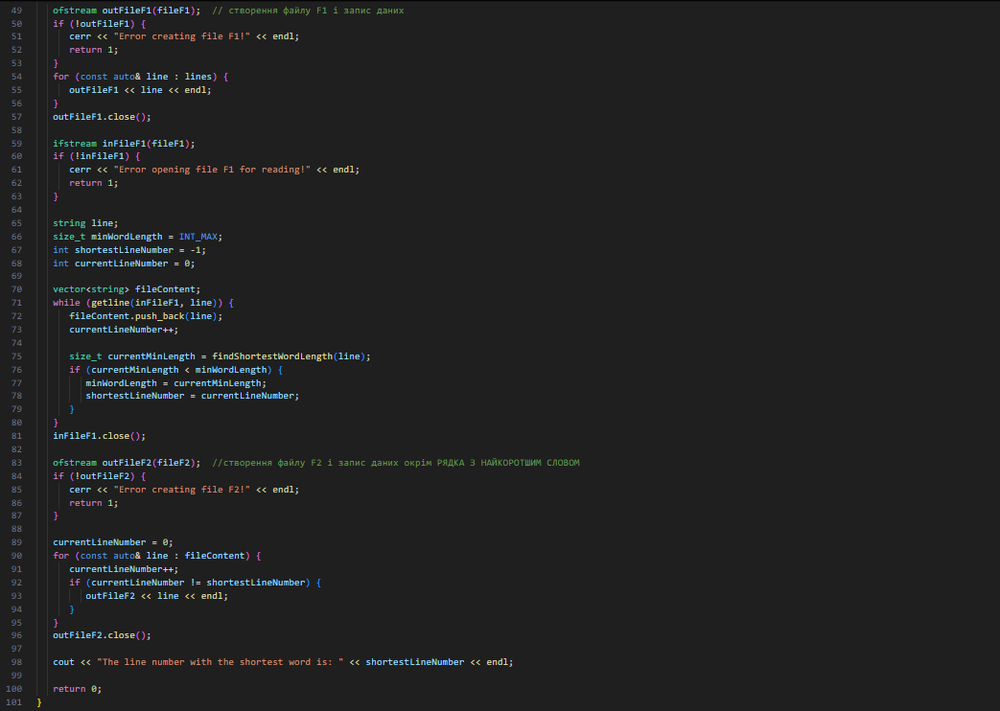 49 ofstream outFileF1(fileF1);  // створення файлу F1 і запис даних
50 if (!outFileF1) {
51 cerr << "Error creating file F1!" << endl;
52 return 1;
53 }
54 for (const auto& line : lines) {
55 outFileF1 << line << endl;
56 }
57 outFileF1.close();
58
59 ifstream inFileF1(fileF1);
60 if (!inFileF1) {
61 cerr << "Error opening file F1 for reading!" << endl;
62 return 1;
63 }
64
65 string line;
66 size_t minWordLength = INT_MAX;
67 int shortestLineNumber = -1;
68 int currentLineNumber = 0;
69
70 vector<string> fileContent;
71 while (getline(inFileF1, line)) {
72 fileContent.push_back(line);
73 currentLineNumber++;
74
75 size_t currentMinLength = findShortestWordLength(line);
76 if (currentMinLength < minWordLength) {
77 minWordLength = currentMinLength;
78 shortestLineNumber = currentLineNumber;
79 }
80 }
81 inFileF1.close();
82
83 ofstream outFileF2(fileF2);  //створення файлу F2 і запис даних окрім РЯДКА З НАЙКОРОТШИМ СЛОВОМ
84 if (!outFileF2) {
85 cerr << "Error creating file F2!" << endl;
86 return 1;
87 }
88
89 currentLineNumber = 0;
90 for (const auto& line : fileContent) {
91 currentLineNumber++;
92 if (currentLineNumber != shortestLineNumber) {
93 outFileF2 << line << endl;
94 }
95 }
96 outFileF2.close();
97
98 cout << "The line number with the shortest word is: " << shortestLineNumber << endl;
99
100 return 0;
101 }